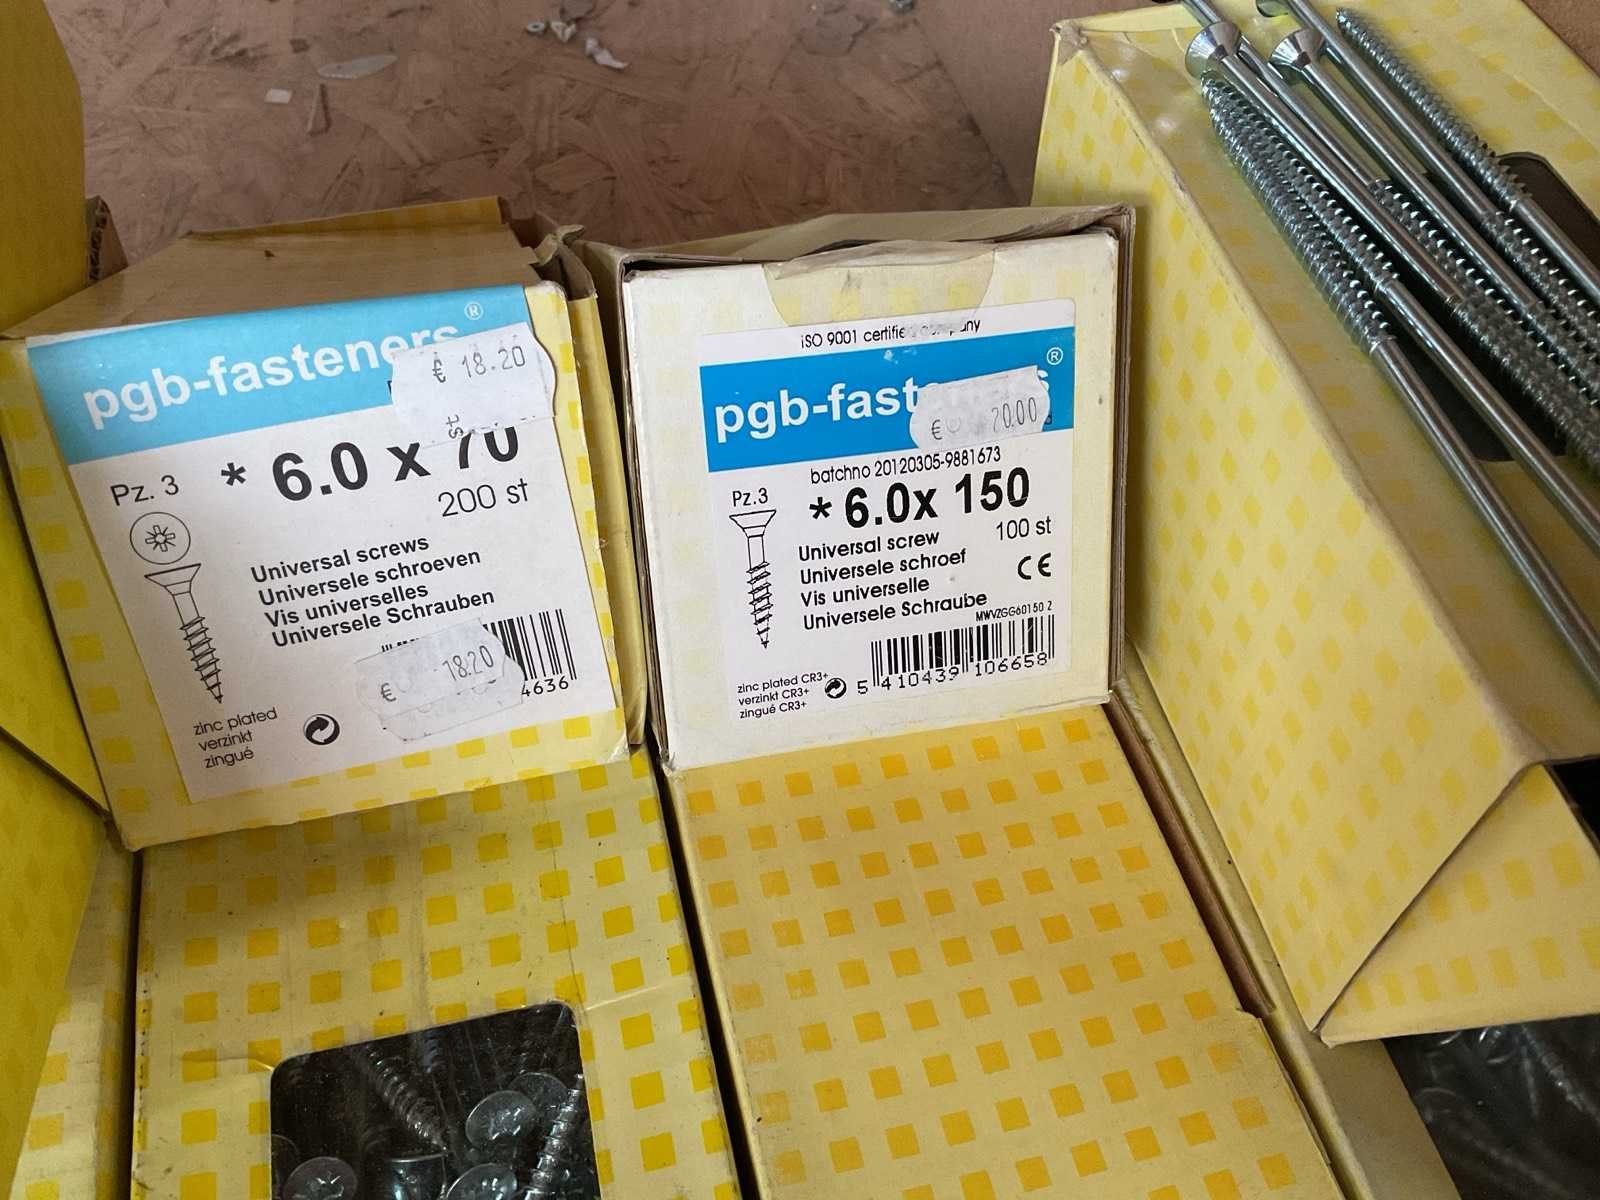 pgb-fasteners®
€ 18.20
Pz. 3
* 6.0 x 70
200 st
Universal screws
Universele schroeven
Vis universelles
Universele Schrauben
€ 18.20
4636
zinc plated
verzinkt
zingué
ISO 9001 certified company
pgb-fasteners®
€ 20.00
batchno 20120305-9881673
Pz.3
* 6.0x 150
100 st
Universal screw
Universele schroef
Vis universelle
Universele Schraube
CE
MWVZGG60150 2
5 410439 106658
zinc plated CR3+
verzinkt CR3+
zingué CR3+